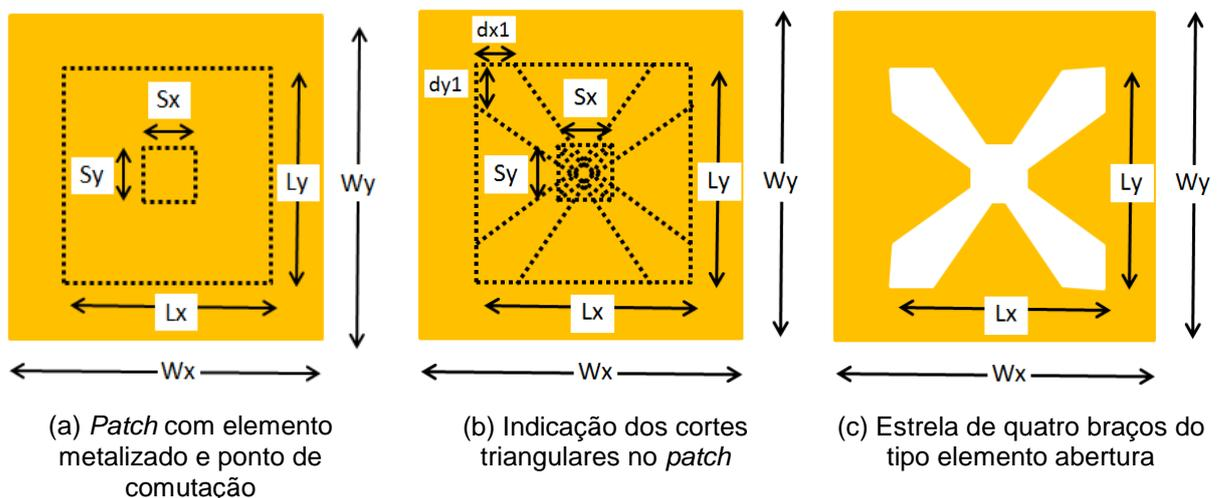 Sx
Sy
Ly
Wy
Lx
Wx
(a) Patch com elemento
metalizado e ponto de
comutação
dx1
dy1
Sx
Sy
Ly
Wy
Lx
Wx
(b) Indicação dos cortes
triangulares no patch
Ly
Wy
Lx
Wx
(c) Estrela de quatro braços do
tipo elemento abertura